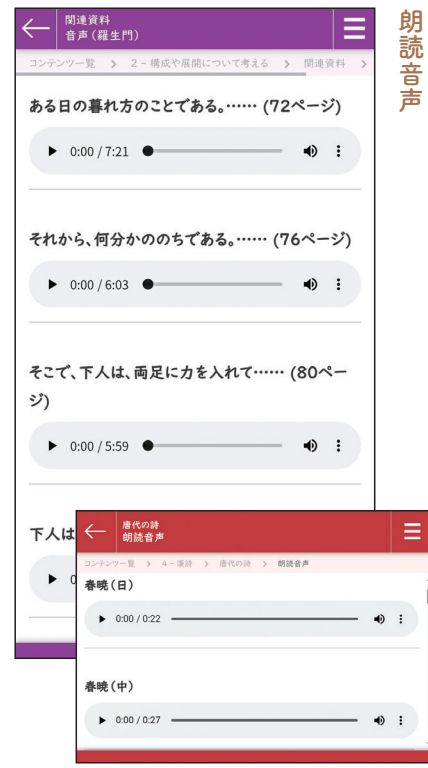 朗読音声
関連資料
音声（羅生門）
コンテンツ一覧 > 2 - 構成や展開について考える > 関連資料 >
ある日の暮れ方のことである。…… (72ページ)
0:00 / 7:21
それから、何分かののちである。…… (76ページ)
0:00 / 6:03
そこで、下人は、両足に力を入れて…… (80ペー
ジ)
0:00 / 5:59
下人は
唐代の詩
朗読音声
コンテンツ一覧 > 4 - 漢詩 > 唐代の詩 > 朗読音声
春暁（日）
0:00 / 0:22
春暁（中）
0:00 / 0:27